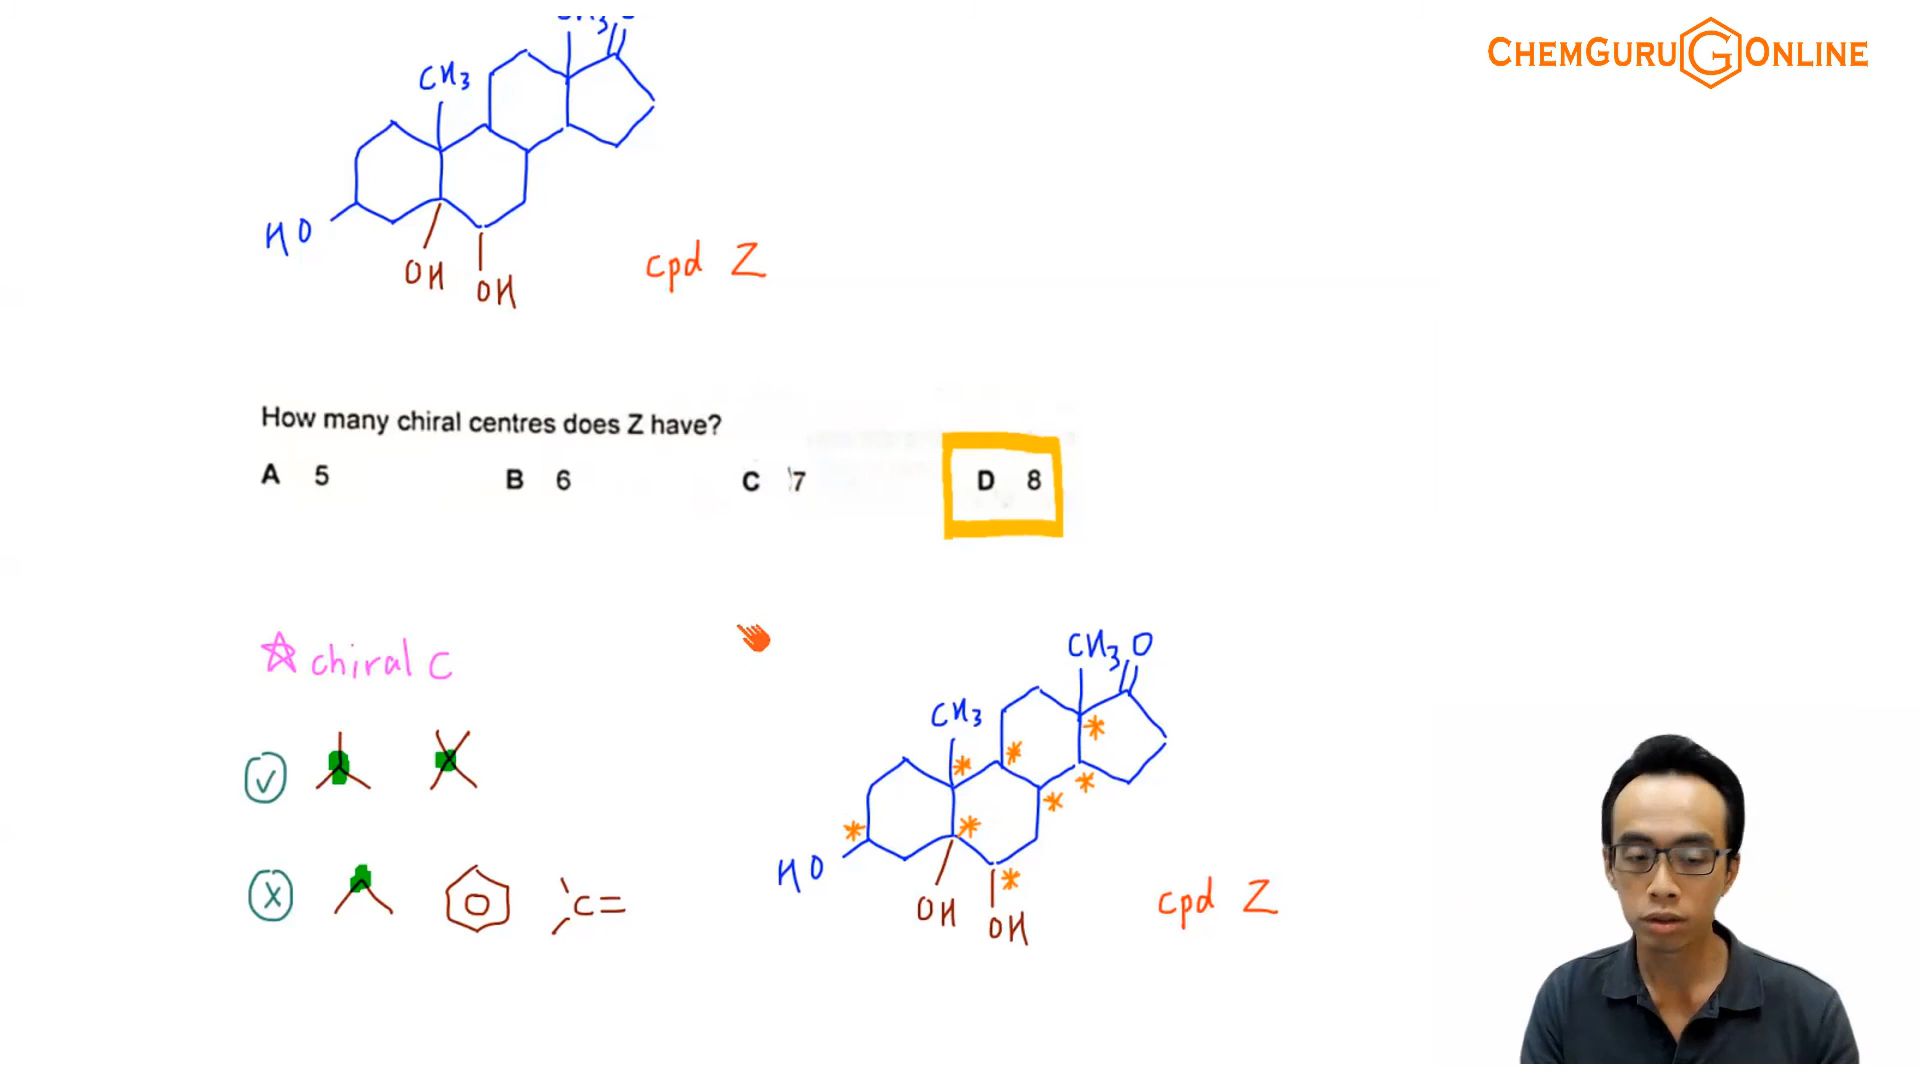 CHEMGURU G ONLINE
CH3
HO
OH
OH
cpd Z
How many chiral centres does Z have?
A 5 B 6 C 7 D 8
☆ chiral C
CH3 O
CH3
* * * * * * * *
HO
OH
OH
cpd Z
C=